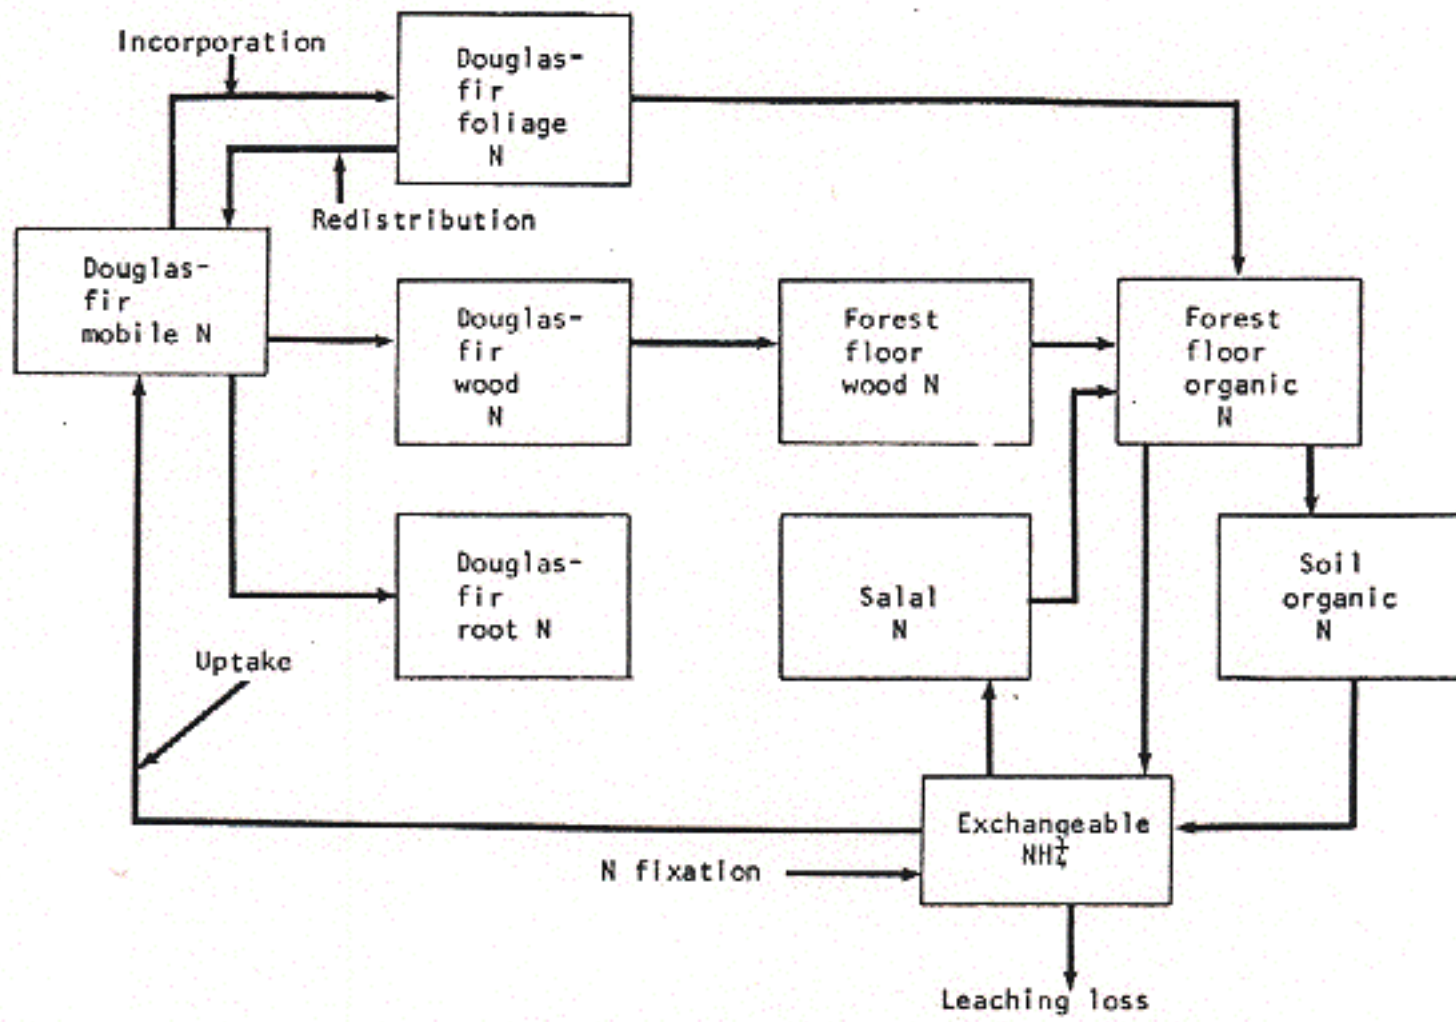 Incorporation
Douglas-
fir
foliage
N
Redistribution
Douglas-
fir
mobile N
Douglas-
fir
wood
N
Forest
floor
wood N
Forest
floor
organic
N
Douglas-
fir
root N
Salal
N
Soil
organic
N
Uptake
Exchangeable
NH₄⁺
N fixation
Leaching loss